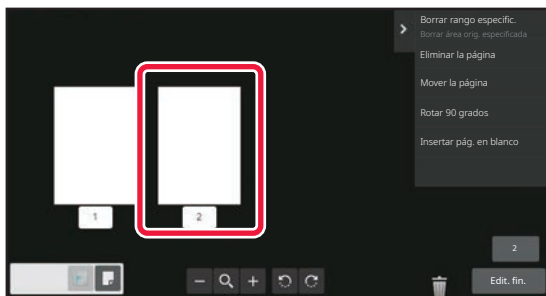 Borrar rango especific.
Borrar área orig. especificada
Eliminar la página
Mover la página
Rotar 90 grados
Insertar pág. en blanco
1
2
2
Edit. fin.